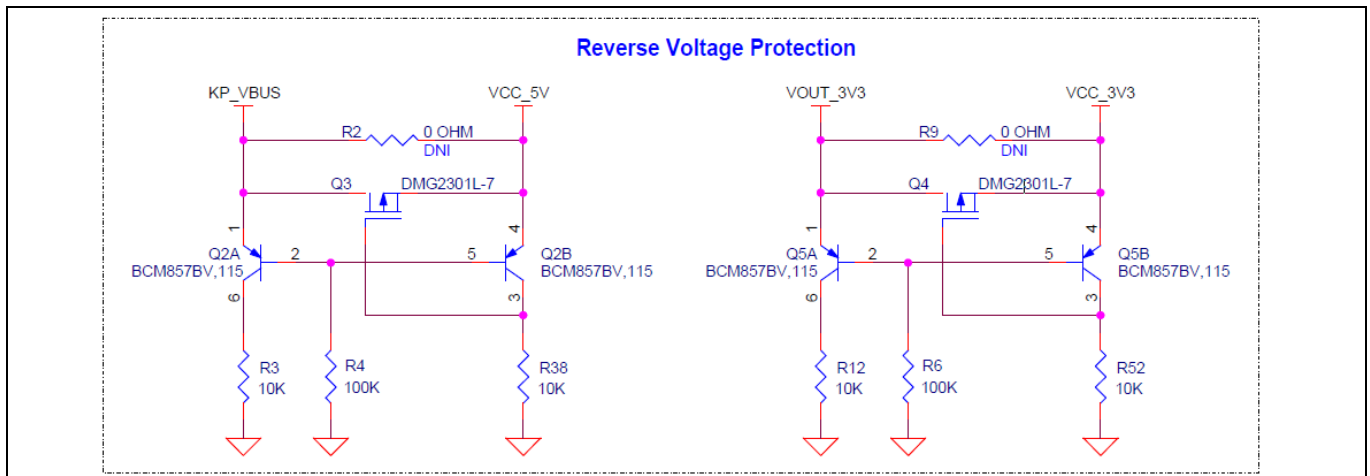 Reverse Voltage Protection
KP_VBUS
VCC_5V
VOUT_3V3
VCC_3V3
R2
0 OHM
DNI
R9
0 OHM
DNI
Q3
DMG2301L-7
Q4
DMG2301L-7
1
4
1
4
Q2A
BCM857BV,115
2
5
Q2B
BCM857BV,115
Q5A
BCM857BV,115
2
5
Q5B
BCM857BV,115
6
3
6
3
R3
10K
R4
100K
R38
10K
R12
10K
R6
100K
R52
10K